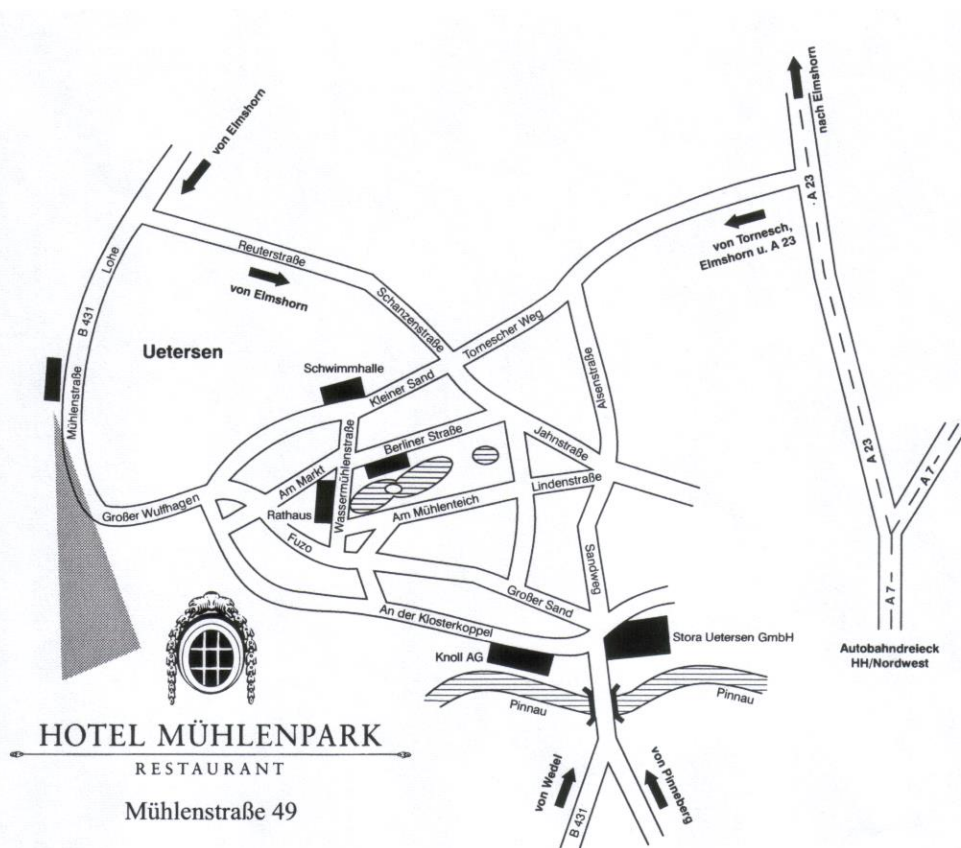 von Elmshorn
nach Elmshorn
A 23
von Tornesch,
Elmshorn u. A 23
Lohe
B 431
Mühlenstraße
Reuterstraße
von Elmshorn
Schanzenstraße
Tornescher Weg
Uetersen
Schwimmhalle
Kleiner Sand
Alsenstraße
Jahnstraße
Berliner Straße
Wassermühlenstraße
Am Markt
Rathaus
Großer Wulfhagen
Lindenstraße
Am Mühlenteich
Fuzo
Sandweg
Großer Sand
An der Klosterkoppel
Knoll AG
Stora Uetersen GmbH
Pinnau
Pinnau
A 23
A 7
A 7
Autobahndreieck
HH/Nordwest
von Wedel
B 431
von Pinneberg
HOTEL MÜHLENPARK
RESTAURANT
Mühlenstraße 49